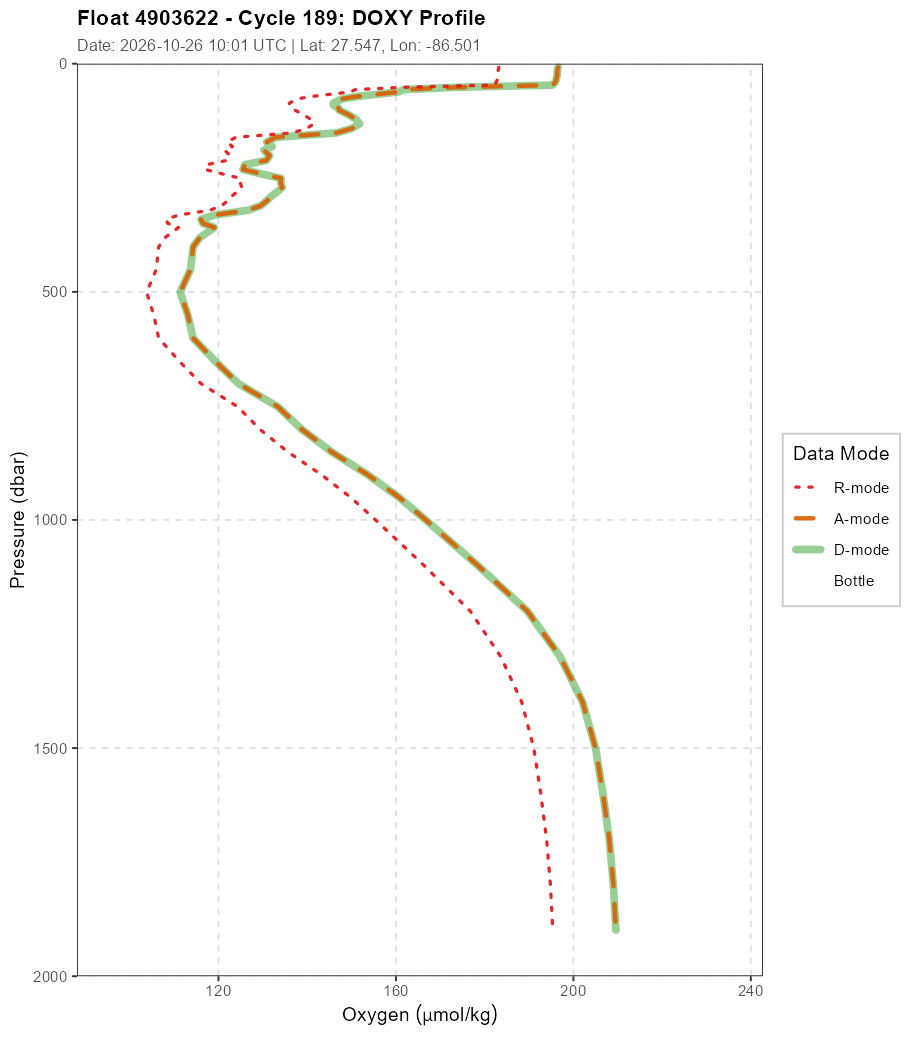 Float 4903622 - Cycle 189: DOXY Profile
Date: 2026-10-26 10:01 UTC | Lat: 27.547, Lon: -86.501
0
500
1000
1500
2000
Pressure (dbar)
120
160
200
240
Oxygen (µmol/kg)
Data Mode
R-mode
A-mode
D-mode
Bottle